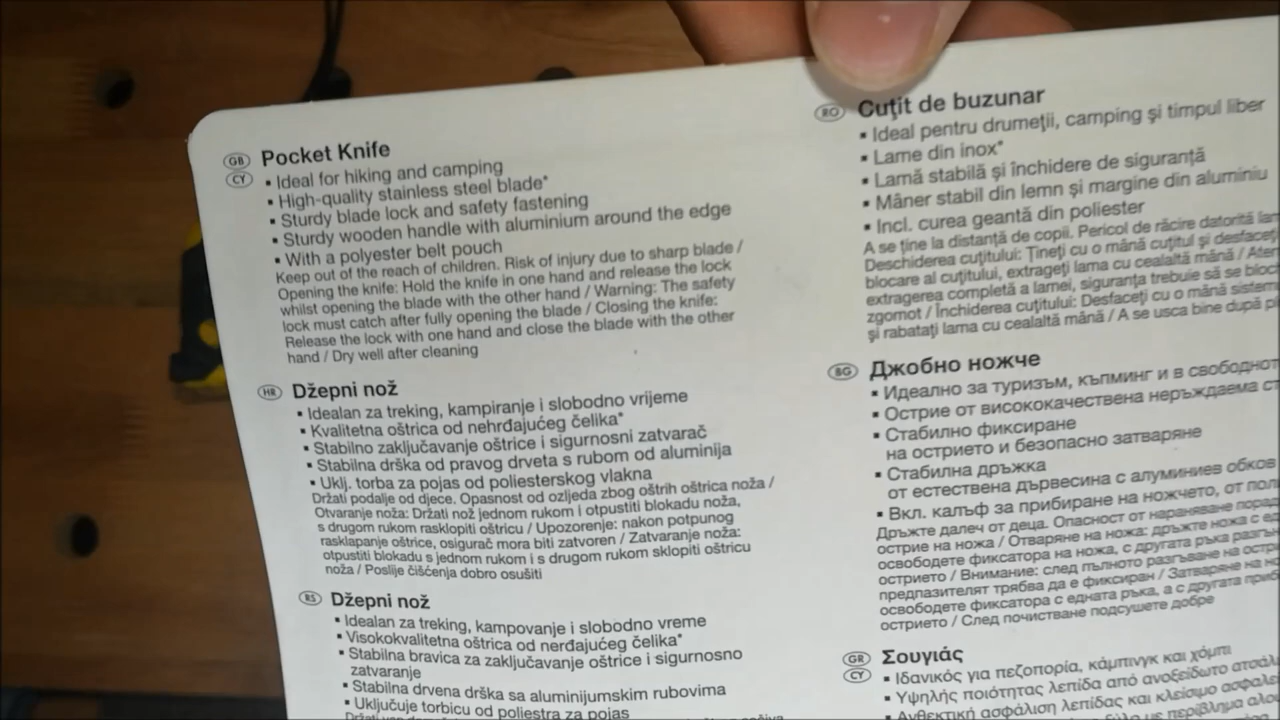 GB CY Pocket Knife
▪ Ideal for hiking and camping
▪ High-quality stainless steel blade*
▪ Sturdy blade lock and safety fastening
▪ Sturdy wooden handle with aluminium around the edge
▪ With a polyester belt pouch
Keep out of the reach of children. Risk of injury due to sharp blade /
Opening the knife: Hold the knife in one hand and release the lock
whilst opening the blade with the other hand / Warning: The safety
lock must catch after fully opening the blade / Closing the knife:
Release the lock with one hand and close the blade with the other
hand / Dry well after cleaning
HR Džepni nož
▪ Idealan za treking, kampiranje i slobodno vrijeme
▪ Kvalitetna oštrica od nehrđajućeg čelika*
▪ Stabilno zaključavanje oštrice i sigurnosni zatvarač
▪ Stabilna drška od pravog drveta s rubom od aluminija
▪ Uklj. torba za pojas od poliesterskog vlakna
Držati podalje od djece. Opasnost od ozljeda zbog oštrih oštrica noža /
Otvaranje noža: Držati nož jednom rukom i otpustiti blokadu noža,
s drugom rukom rasklopiti oštricu / Upozorenje: nakon potpunog
rasklapanje oštrice, osigurač mora biti zatvoren / Zatvaranje noža:
otpustiti blokadu s jednom rukom i s drugom rukom sklopiti oštricu
noža / Poslije čišćenja dobro osušiti
RS Džepni nož
▪ Idealan za treking, kampovanje i slobodno vreme
▪ Visokokvalitetna oštrica od nerđajućeg čelika*
▪ Stabilna bravica za zaključavanje oštrice i sigurnosno
zatvaranje
▪ Stabilna drvena drška sa aluminijumskim rubovima
▪ Uključuje torbicu od poliestra za pojas
RO Cuţit de buzunar
▪ Ideal pentru drumeţii, camping şi timpul liber
▪ Lame din inox*
▪ Lamă stabilă şi închidere de siguranţă
▪ Mâner stabil din lemn şi margine din aluminiu
▪ Incl. curea geantă din poliester
A se ţine la distanţă de copii. Pericol de răcire datorită
Deschiderea cuţitului: Ţineţi cu o mână cuţitul şi
blocare al cuţitului, extrageţi lama cu cealaltă mână /
extragerea completă a lamei, siguranţa trebuie să se
zgomot / Închiderea cuţitului: Desfaceţi cu o mână
şi rabataţi lama cu cealaltă mână / A se usca bine după
BG Джобно ножче
▪ Идеално за туризъм, къмпинг и в
▪ Острие от висококачествена неръждаема
▪ Стабилно фиксиране
на острието и безопасно затваряне
▪ Стабилна дръжка
от естествена дървесина с алуминиев
▪ Вкл. калъф за прибиране на ножчето, от
Дръжте далеч от деца. Опасност от нараняване
острие на ножа / Отваряне на ножа: дръжте ножа с
освободете фиксатора на ножа, с другата ръка
острието / Внимание: след пълното разгъване на
предпазителят трябва да е фиксиран / Затваряне на
освободете фиксатора с едната ръка, а с другата
острието / След почистване подсушете добре
GR CY Σουγιάς
▪ Ιδανικός για πεζοπορία, κάμπινγκ και χόμπι
▪ Υψηλής ποιότητας λεπίδα από ανοξείδωτο
▪ Ανθεκτική ασφάλιση λεπίδας και κλείσιμο